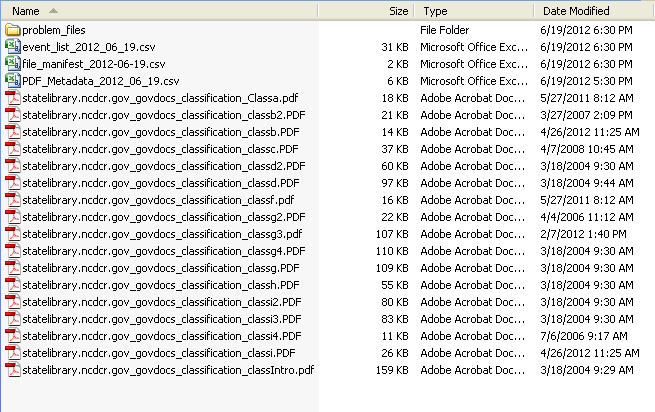 Name Size Type Date Modified
problem_files File Folder 6/19/2012 6:30 PM
event_list_2012_06_19.csv 31 KB Microsoft Office Exc... 6/19/2012 6:30 PM
file_manifest_2012-06-19.csv 2 KB Microsoft Office Exc... 6/19/2012 6:30 PM
PDF_Metadata_2012_06_19.csv 6 KB Microsoft Office Exc... 6/19/2012 5:30 PM
statelibrary.ncdcr.gov_govdocs_classification_Classa.pdf 18 KB Adobe Acrobat Doc... 5/27/2011 8:12 AM
statelibrary.ncdcr.gov_govdocs_classification_classb2.PDF 21 KB Adobe Acrobat Doc... 3/27/2007 2:09 PM
statelibrary.ncdcr.gov_govdocs_classification_classb.PDF 14 KB Adobe Acrobat Doc... 4/26/2012 11:25 AM
statelibrary.ncdcr.gov_govdocs_classification_classc.PDF 37 KB Adobe Acrobat Doc... 4/7/2008 10:45 AM
statelibrary.ncdcr.gov_govdocs_classification_classd2.PDF 60 KB Adobe Acrobat Doc... 3/18/2004 9:30 AM
statelibrary.ncdcr.gov_govdocs_classification_classd.PDF 97 KB Adobe Acrobat Doc... 3/18/2004 9:44 AM
statelibrary.ncdcr.gov_govdocs_classification_classf.pdf 16 KB Adobe Acrobat Doc... 5/27/2011 8:12 AM
statelibrary.ncdcr.gov_govdocs_classification_classg2.PDF 22 KB Adobe Acrobat Doc... 4/4/2006 11:12 AM
statelibrary.ncdcr.gov_govdocs_classification_classg3.pdf 107 KB Adobe Acrobat Doc... 2/7/2012 1:40 PM
statelibrary.ncdcr.gov_govdocs_classification_classg4.PDF 110 KB Adobe Acrobat Doc... 3/18/2004 9:30 AM
statelibrary.ncdcr.gov_govdocs_classification_classg.PDF 109 KB Adobe Acrobat Doc... 3/18/2004 9:30 AM
statelibrary.ncdcr.gov_govdocs_classification_classh.PDF 55 KB Adobe Acrobat Doc... 3/18/2004 9:30 AM
statelibrary.ncdcr.gov_govdocs_classification_classi2.PDF 80 KB Adobe Acrobat Doc... 3/18/2004 9:30 AM
statelibrary.ncdcr.gov_govdocs_classification_classi3.PDF 83 KB Adobe Acrobat Doc... 3/18/2004 9:30 AM
statelibrary.ncdcr.gov_govdocs_classification_classi4.PDF 11 KB Adobe Acrobat Doc... 7/6/2006 9:17 AM
statelibrary.ncdcr.gov_govdocs_classification_classi.PDF 26 KB Adobe Acrobat Doc... 4/26/2012 11:25 AM
statelibrary.ncdcr.gov_govdocs_classification_classIntro.pdf 159 KB Adobe Acrobat Doc... 3/18/2004 9:29 AM